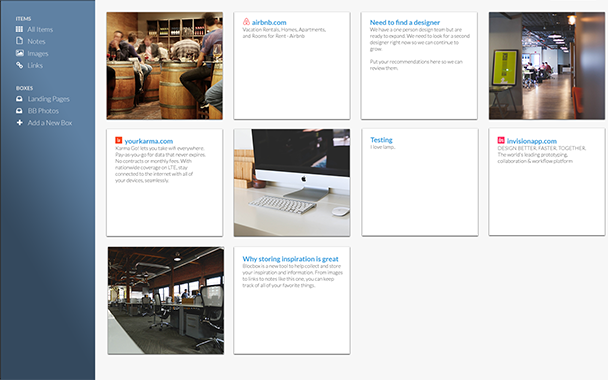 ITEMS
All Items
Notes
Images
Links
BOXES
Landing Pages
BB Photos
Add a New Box
airbnb.com
Vacation Rentals, Homes, Apartments,
and Rooms for Rent - Airbnb
Need to find a designer
We have a one person design team but are
ready to expand. We need to look for a second
designer right now so we can continue to
grow.
Put your recommendations here so we can
review them.
yourkarma.com
Karma Go: lets you take wifi everywhere.
Pay-as-you-go for data that never expires.
No contracts or monthly fees. With
nationwide coverage on LTE, stay
connected to the internet with all of
your devices, seamlessly.
Testing
I love lamp.
in
invisionapp.com
DESIGN BETTER. FASTER. TOGETHER.
The world's leading prototyping,
collaboration & workflow platform
Why storing inspiration is great
Bloxbox is a new tool to help collect and store
your inspiration and information. From images
to links to notes like this one, you can keep
track of all of your favorite things.